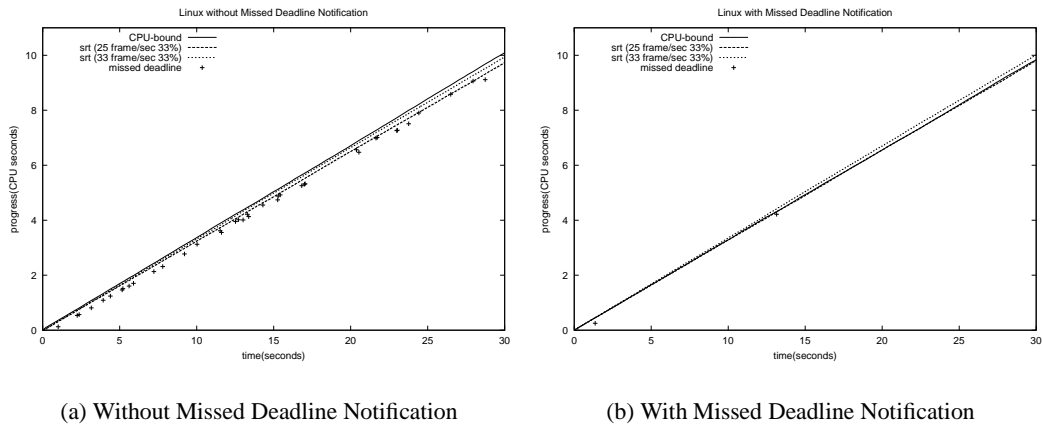 Linux without Missed Deadline Notification
CPU-bound
srt (25 frame/sec 33%)
srt (33 frame/sec 33%)
missed deadline
progress(CPU seconds)
10
8
6
4
2
0
0 5 10 15 20 25 30
time(seconds)
(a) Without Missed Deadline Notification
Linux with Missed Deadline Notification
CPU-bound
srt (25 frame/sec 33%)
srt (33 frame/sec 33%)
missed deadline
progress(CPU seconds)
10
8
6
4
2
0
0 5 10 15 20 25 30
time(seconds)
(b) With Missed Deadline Notification